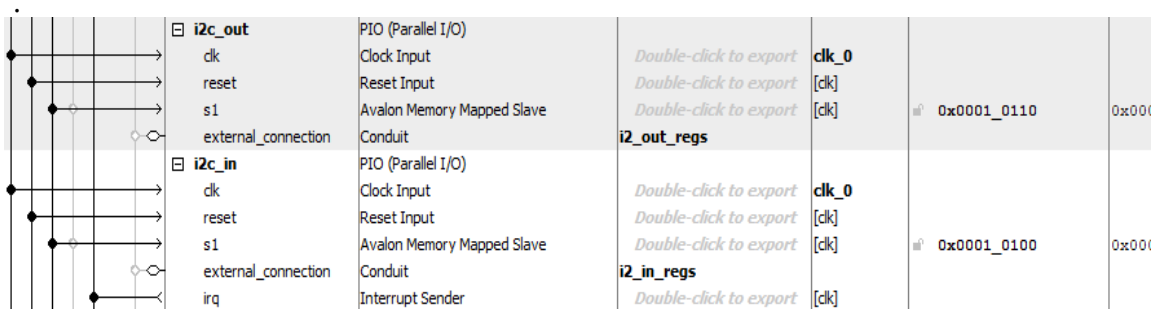 .
i2c_out PIO (Parallel I/O)
clk Clock Input Double-click to export clk_0
reset Reset Input Double-click to export [clk]
s1 Avalon Memory Mapped Slave Double-click to export [clk] 0x0001_0110 0x000
external_connection Conduit i2_out_regs
i2c_in PIO (Parallel I/O)
clk Clock Input Double-click to export clk_0
reset Reset Input Double-click to export [clk]
s1 Avalon Memory Mapped Slave Double-click to export [clk] 0x0001_0100 0x000
external_connection Conduit i2_in_regs
irq Interrupt Sender Double-click to export [clk]